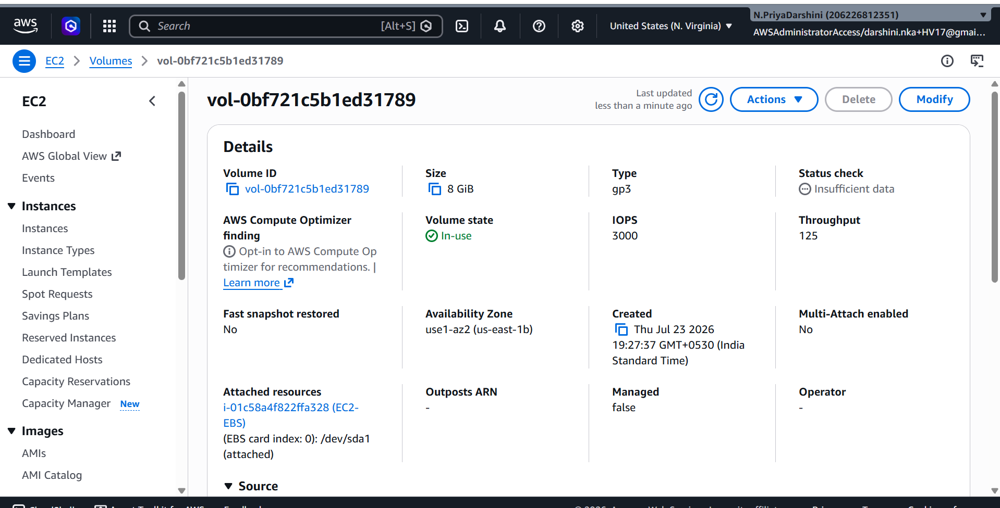 aws
Search
[Alt+S]
United States (N. Virginia)
N.PriyaDarshini (206226812351)
AWSAdministratorAccess/darshini.nka+HV17@gmai...
EC2
Volumes
vol-0bf721c5b1ed31789
EC2
Dashboard
AWS Global View
Events
Instances
Instances
Instance Types
Launch Templates
Spot Requests
Savings Plans
Reserved Instances
Dedicated Hosts
Capacity Reservations
Capacity Manager New
Images
AMIs
AMI Catalog
vol-0bf721c5b1ed31789
Last updated
less than a minute ago
Actions
Delete
Modify
Details
Volume ID
vol-0bf721c5b1ed31789
Size
8 GiB
Type
gp3
Status check
Insufficient data
AWS Compute Optimizer
finding
Opt-in to AWS Compute Op
timizer for recommendations. |
Learn more
Volume state
In-use
IOPS
3000
Throughput
125
Fast snapshot restored
No
Availability Zone
use1-az2 (us-east-1b)
Created
Thu Jul 23 2026
19:27:37 GMT+0530 (India
Standard Time)
Multi-Attach enabled
No
Attached resources
i-01c58a4f822ffa328 (EC2-
EBS)
(EBS card index: 0): /dev/sda1
(attached)
Outposts ARN
-
Managed
false
Operator
-
Source